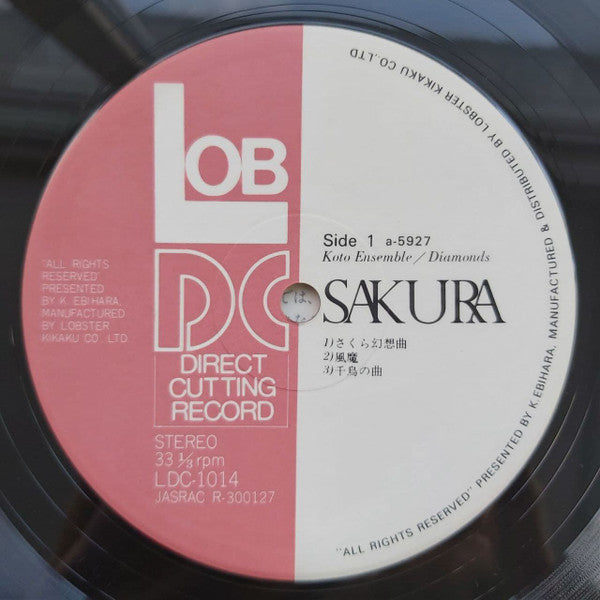 LOB
DC
DIRECT
CUTTING
RECORD
"ALL RIGHTS
RESERVED"
PRESENTED
BY K. EBIHARA,
MANUFACTURED
BY LOBSTER
KIKAKU CO. LTD.
STEREO
33 ⅓ rpm
LDC-1014
JASRAC R-300127
Side 1 a-5927
Koto Ensemble / Diamonds
SAKURA
1) さくら幻想曲
2) 風魔
3) 千鳥の曲
"ALL RIGHTS RESERVED" PRESENTED BY K.EBIHARA, MANUFACTURED & DISTRIBUTED BY LOBSTER KIKAKU CO.,LTD